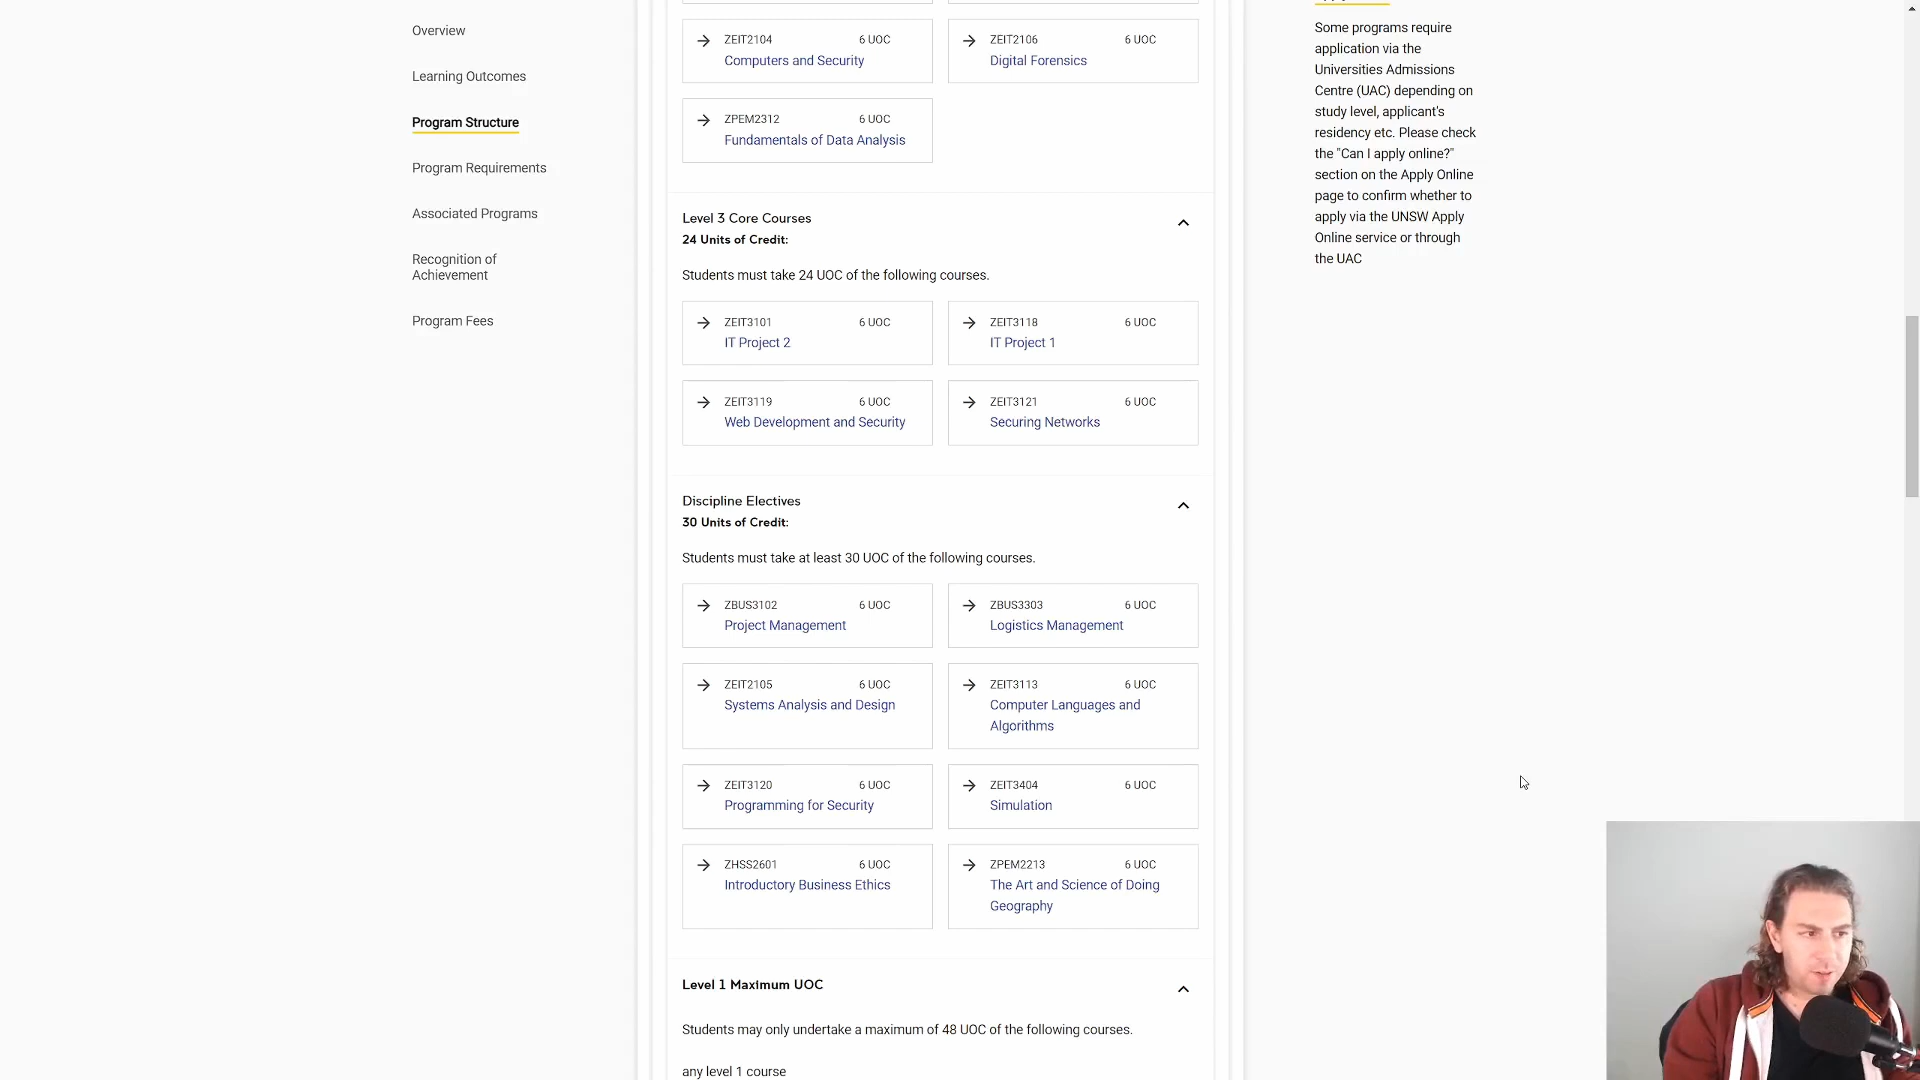 Overview
Learning Outcomes
Program Structure
Program Requirements
Associated Programs
Recognition of
Achievement
Program Fees
ZEIT2104 6 UOC
Computers and Security
ZEIT2106 6 UOC
Digital Forensics
ZPEM2312 6 UOC
Fundamentals of Data Analysis
Level 3 Core Courses
24 Units of Credit:
Students must take 24 UOC of the following courses.
ZEIT3101 6 UOC
IT Project 2
ZEIT3118 6 UOC
IT Project 1
ZEIT3119 6 UOC
Web Development and Security
ZEIT3121 6 UOC
Securing Networks
Discipline Electives
30 Units of Credit:
Students must take at least 30 UOC of the following courses.
ZBUS3102 6 UOC
Project Management
ZBUS3303 6 UOC
Logistics Management
ZEIT2105 6 UOC
Systems Analysis and Design
ZEIT3113 6 UOC
Computer Languages and
Algorithms
ZEIT3120 6 UOC
Programming for Security
ZEIT3404 6 UOC
Simulation
ZHSS2601 6 UOC
Introductory Business Ethics
ZPEM2213 6 UOC
The Art and Science of Doing
Geography
Level 1 Maximum UOC
Students may only undertake a maximum of 48 UOC of the following courses.
any level 1 course
Some programs require
application via the
Universities Admissions
Centre (UAC) depending on
study level, applicant's
residency etc. Please check
the "Can I apply online?"
section on the Apply Online
page to confirm whether to
apply via the UNSW Apply
Online service or through
the UAC